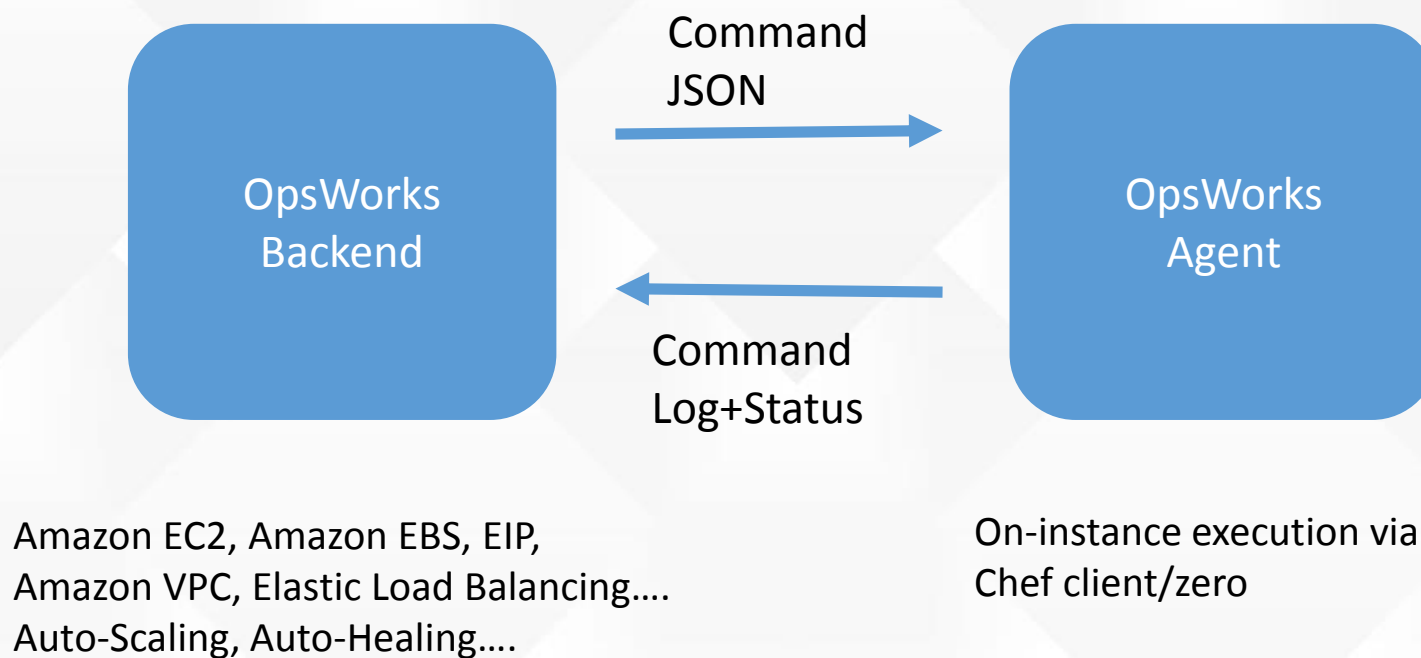 Command
JSON
OpsWorks
Backend
OpsWorks
Agent
Command
Log+Status
Amazon EC2, Amazon EBS, EIP,
Amazon VPC, Elastic Load Balancing....
Auto-Scaling, Auto-Healing....
On-instance execution via
Chef client/zero